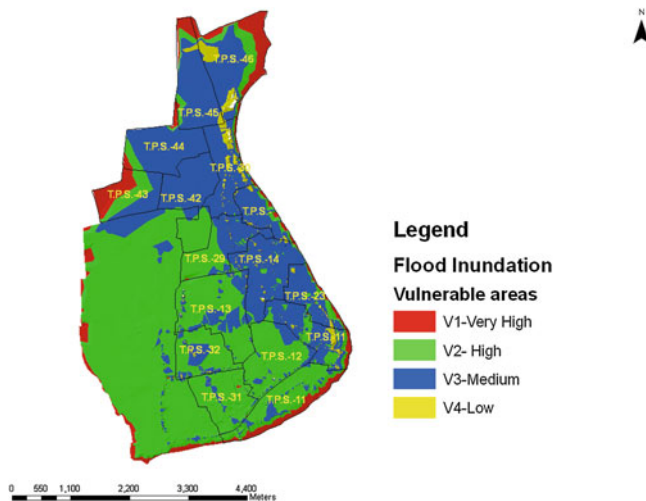 N
T.P.S.-46
T.P.S.-45
T.P.S.-44
T.P.S.-43
T.P.S.-42
T.P.S.-
T.P.S.-29
T.P.S.-14
T.P.S.-23
T.P.S.-13
T.P.S.-11
T.P.S.-32
T.P.S.-12
T.P.S.-31
T.P.S.-11
Legend
Flood Inundation
Vulnerable areas
V1-Very High
V2- High
V3-Medium
V4-Low
0 550 1,100 2,200 3,300 4,400
Meters